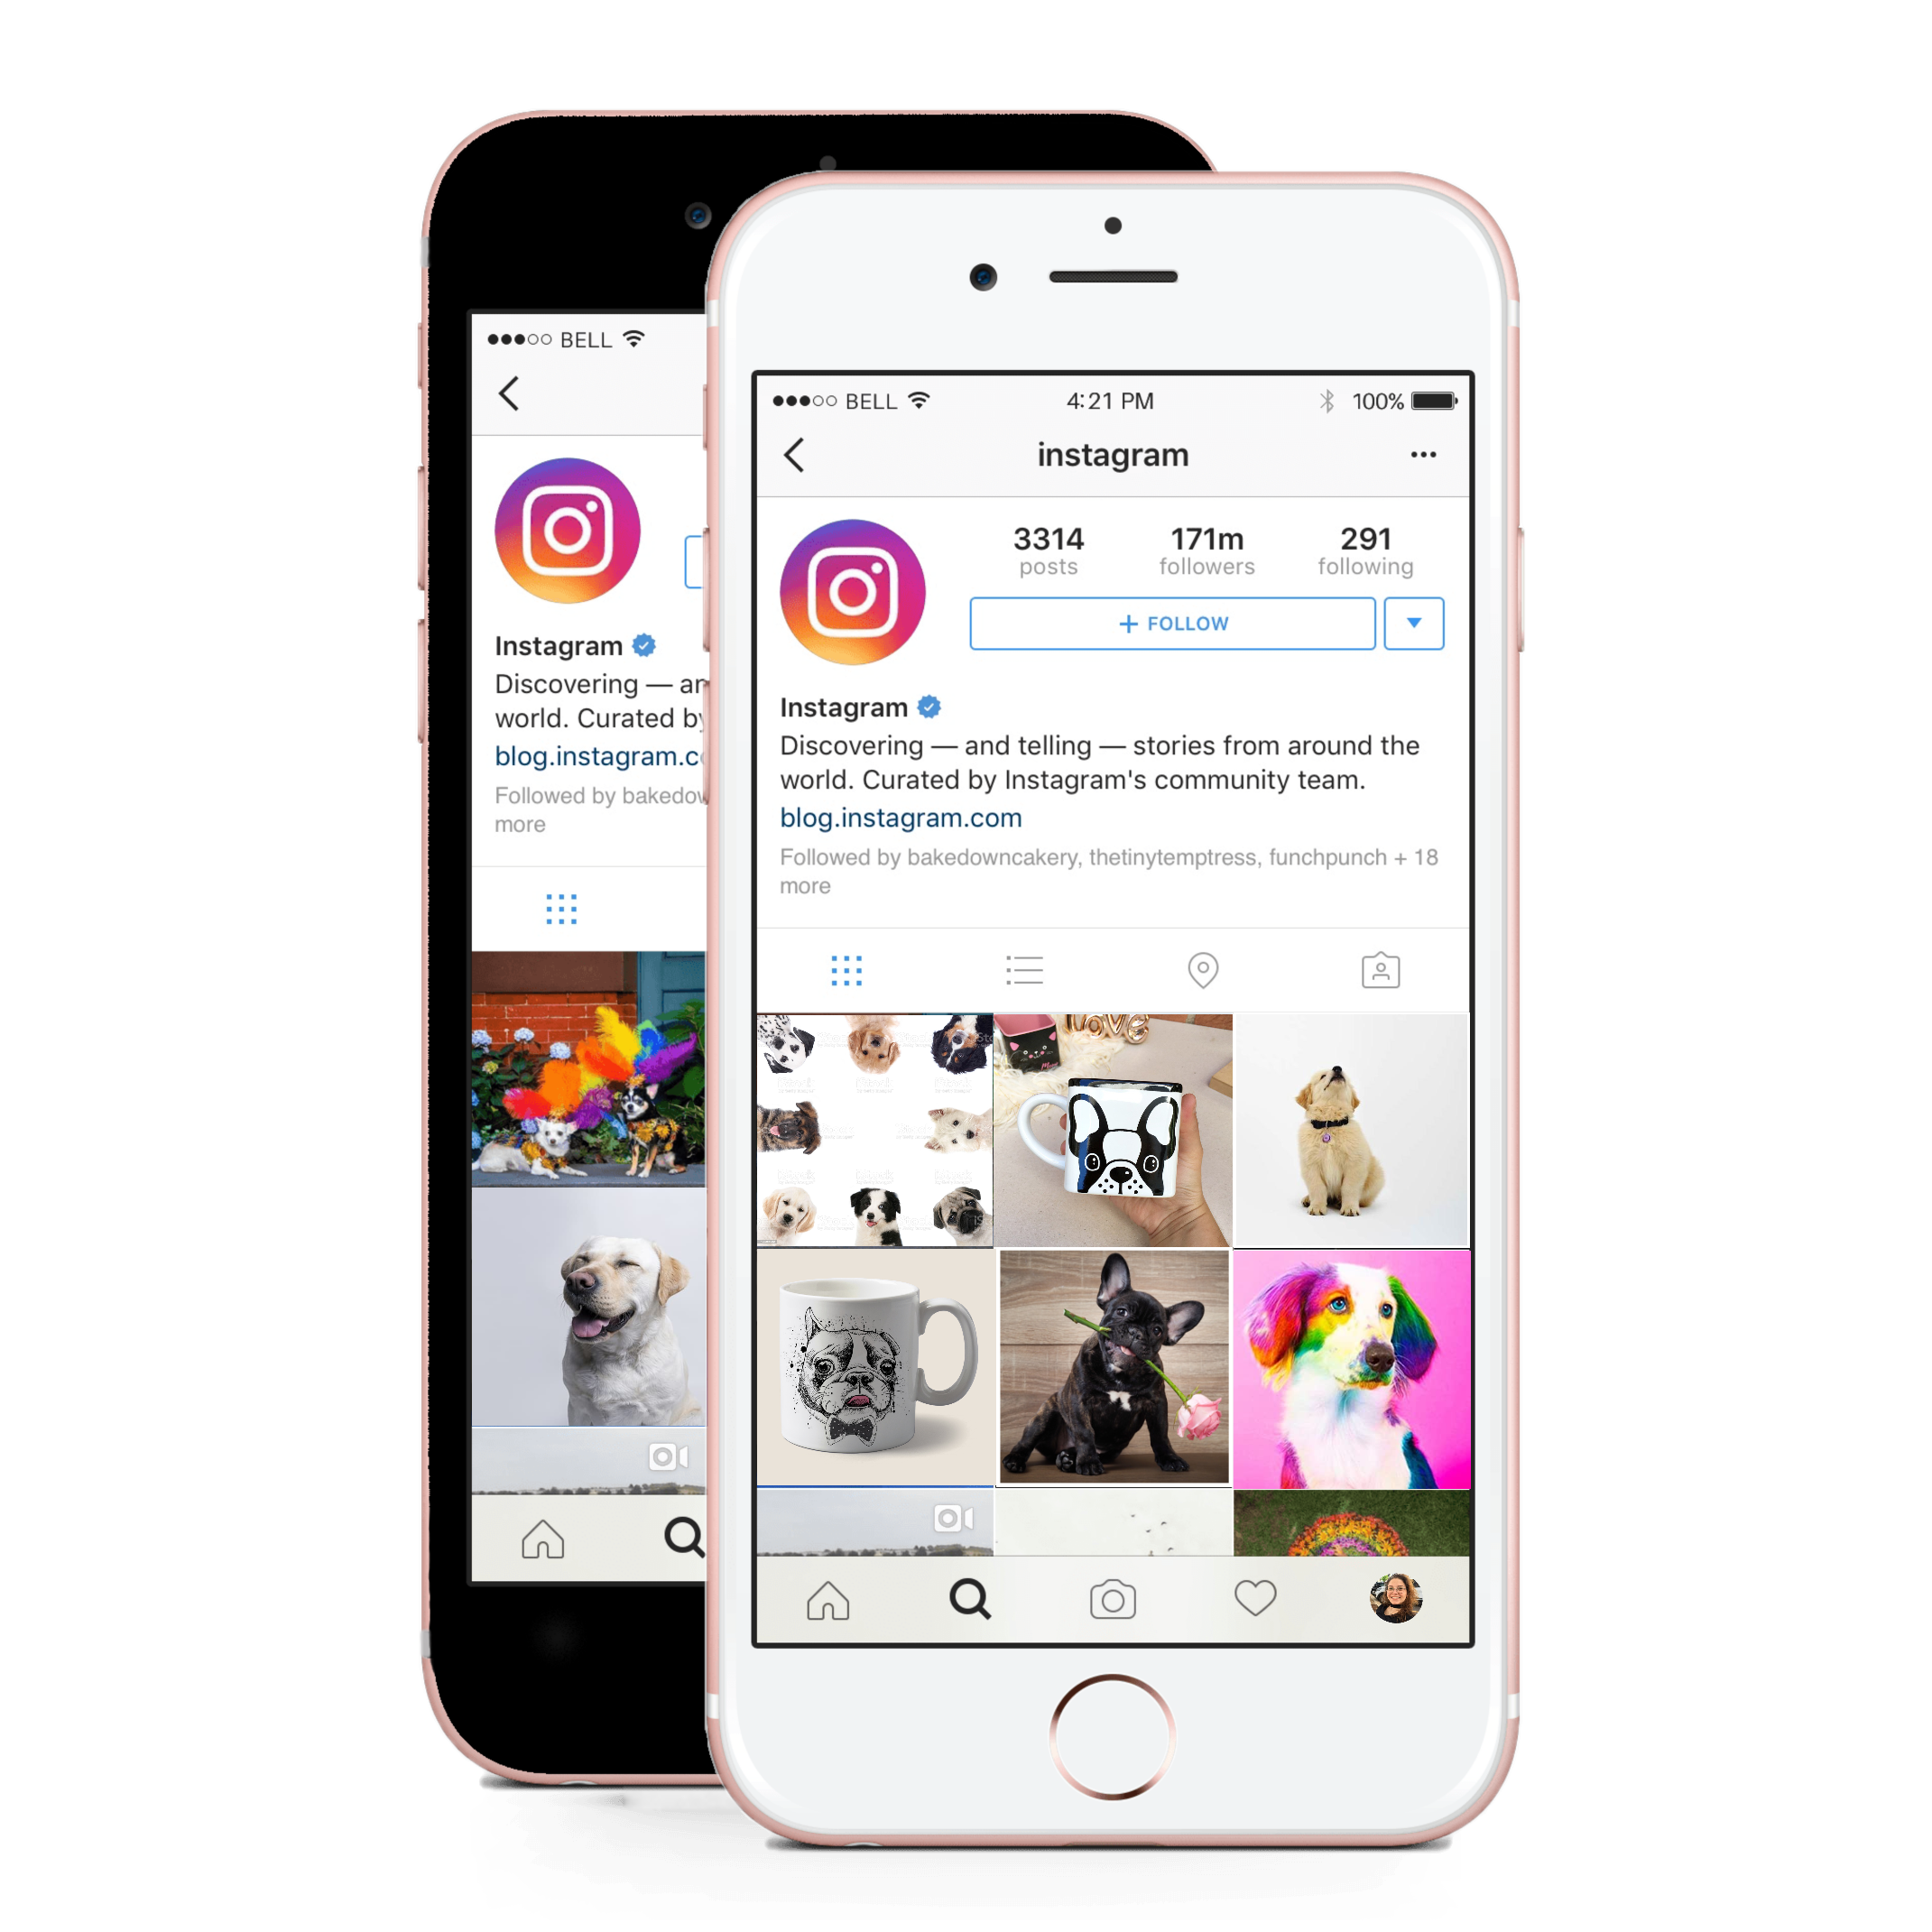 BELL
Instagram
Discovering — ar
world. Curated by
blog.instagram.c
Followed by bakedow
more
BELL 4:21 PM 100%
instagram
3314 171m 291
posts followers following
+ FOLLOW
Instagram
Discovering — and telling — stories from around the
world. Curated by Instagram's community team.
blog.instagram.com
Followed by bakedowncakery, thetinytemptress, funchpunch + 18
more
love